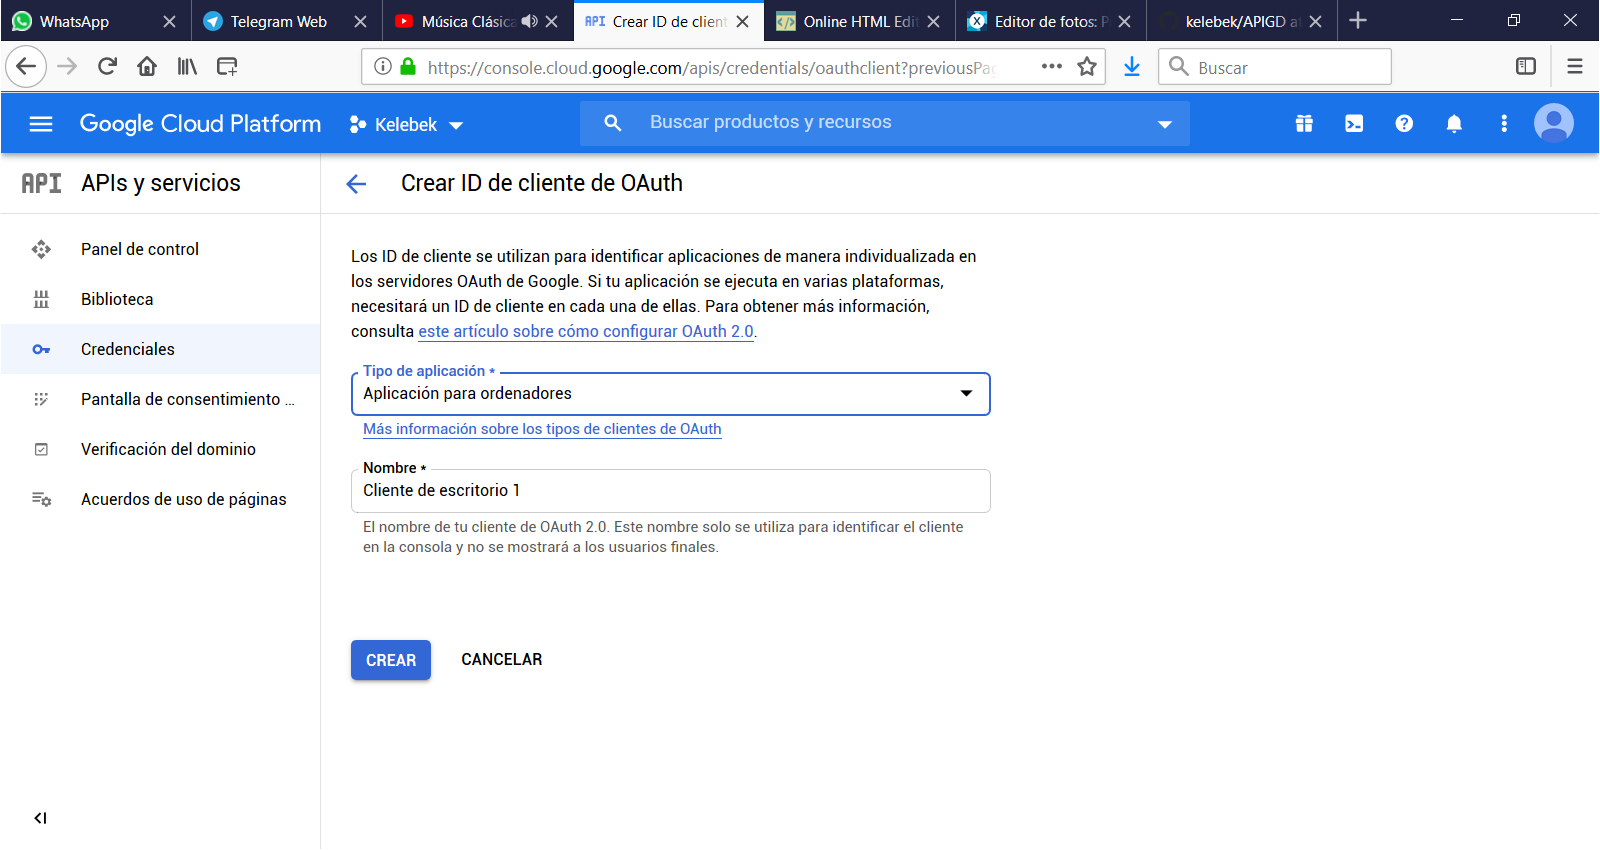 WhatsApp
Telegram Web
Música Clásica
API Crear ID de client
Online HTML Edit
Editor de fotos: P
kelebek/APIGD at
https://console.cloud.google.com/apis/credentials/oauthclient?previousPag
Buscar
Google Cloud Platform
Kelebek
Buscar productos y recursos
API APIs y servicios
Crear ID de cliente de OAuth
Panel de control
Biblioteca
Credenciales
Pantalla de consentimiento ...
Verificación del dominio
Acuerdos de uso de páginas
Los ID de cliente se utilizan para identificar aplicaciones de manera individualizada en
los servidores OAuth de Google. Si tu aplicación se ejecuta en varias plataformas,
necesitará un ID de cliente en cada una de ellas. Para obtener más información,
consulta este artículo sobre cómo configurar OAuth 2.0.
Tipo de aplicación *
Aplicación para ordenadores
Más información sobre los tipos de clientes de OAuth
Nombre *
Cliente de escritorio 1
El nombre de tu cliente de OAuth 2.0. Este nombre solo se utiliza para identificar el cliente
en la consola y no se mostrará a los usuarios finales.
CREAR
CANCELAR